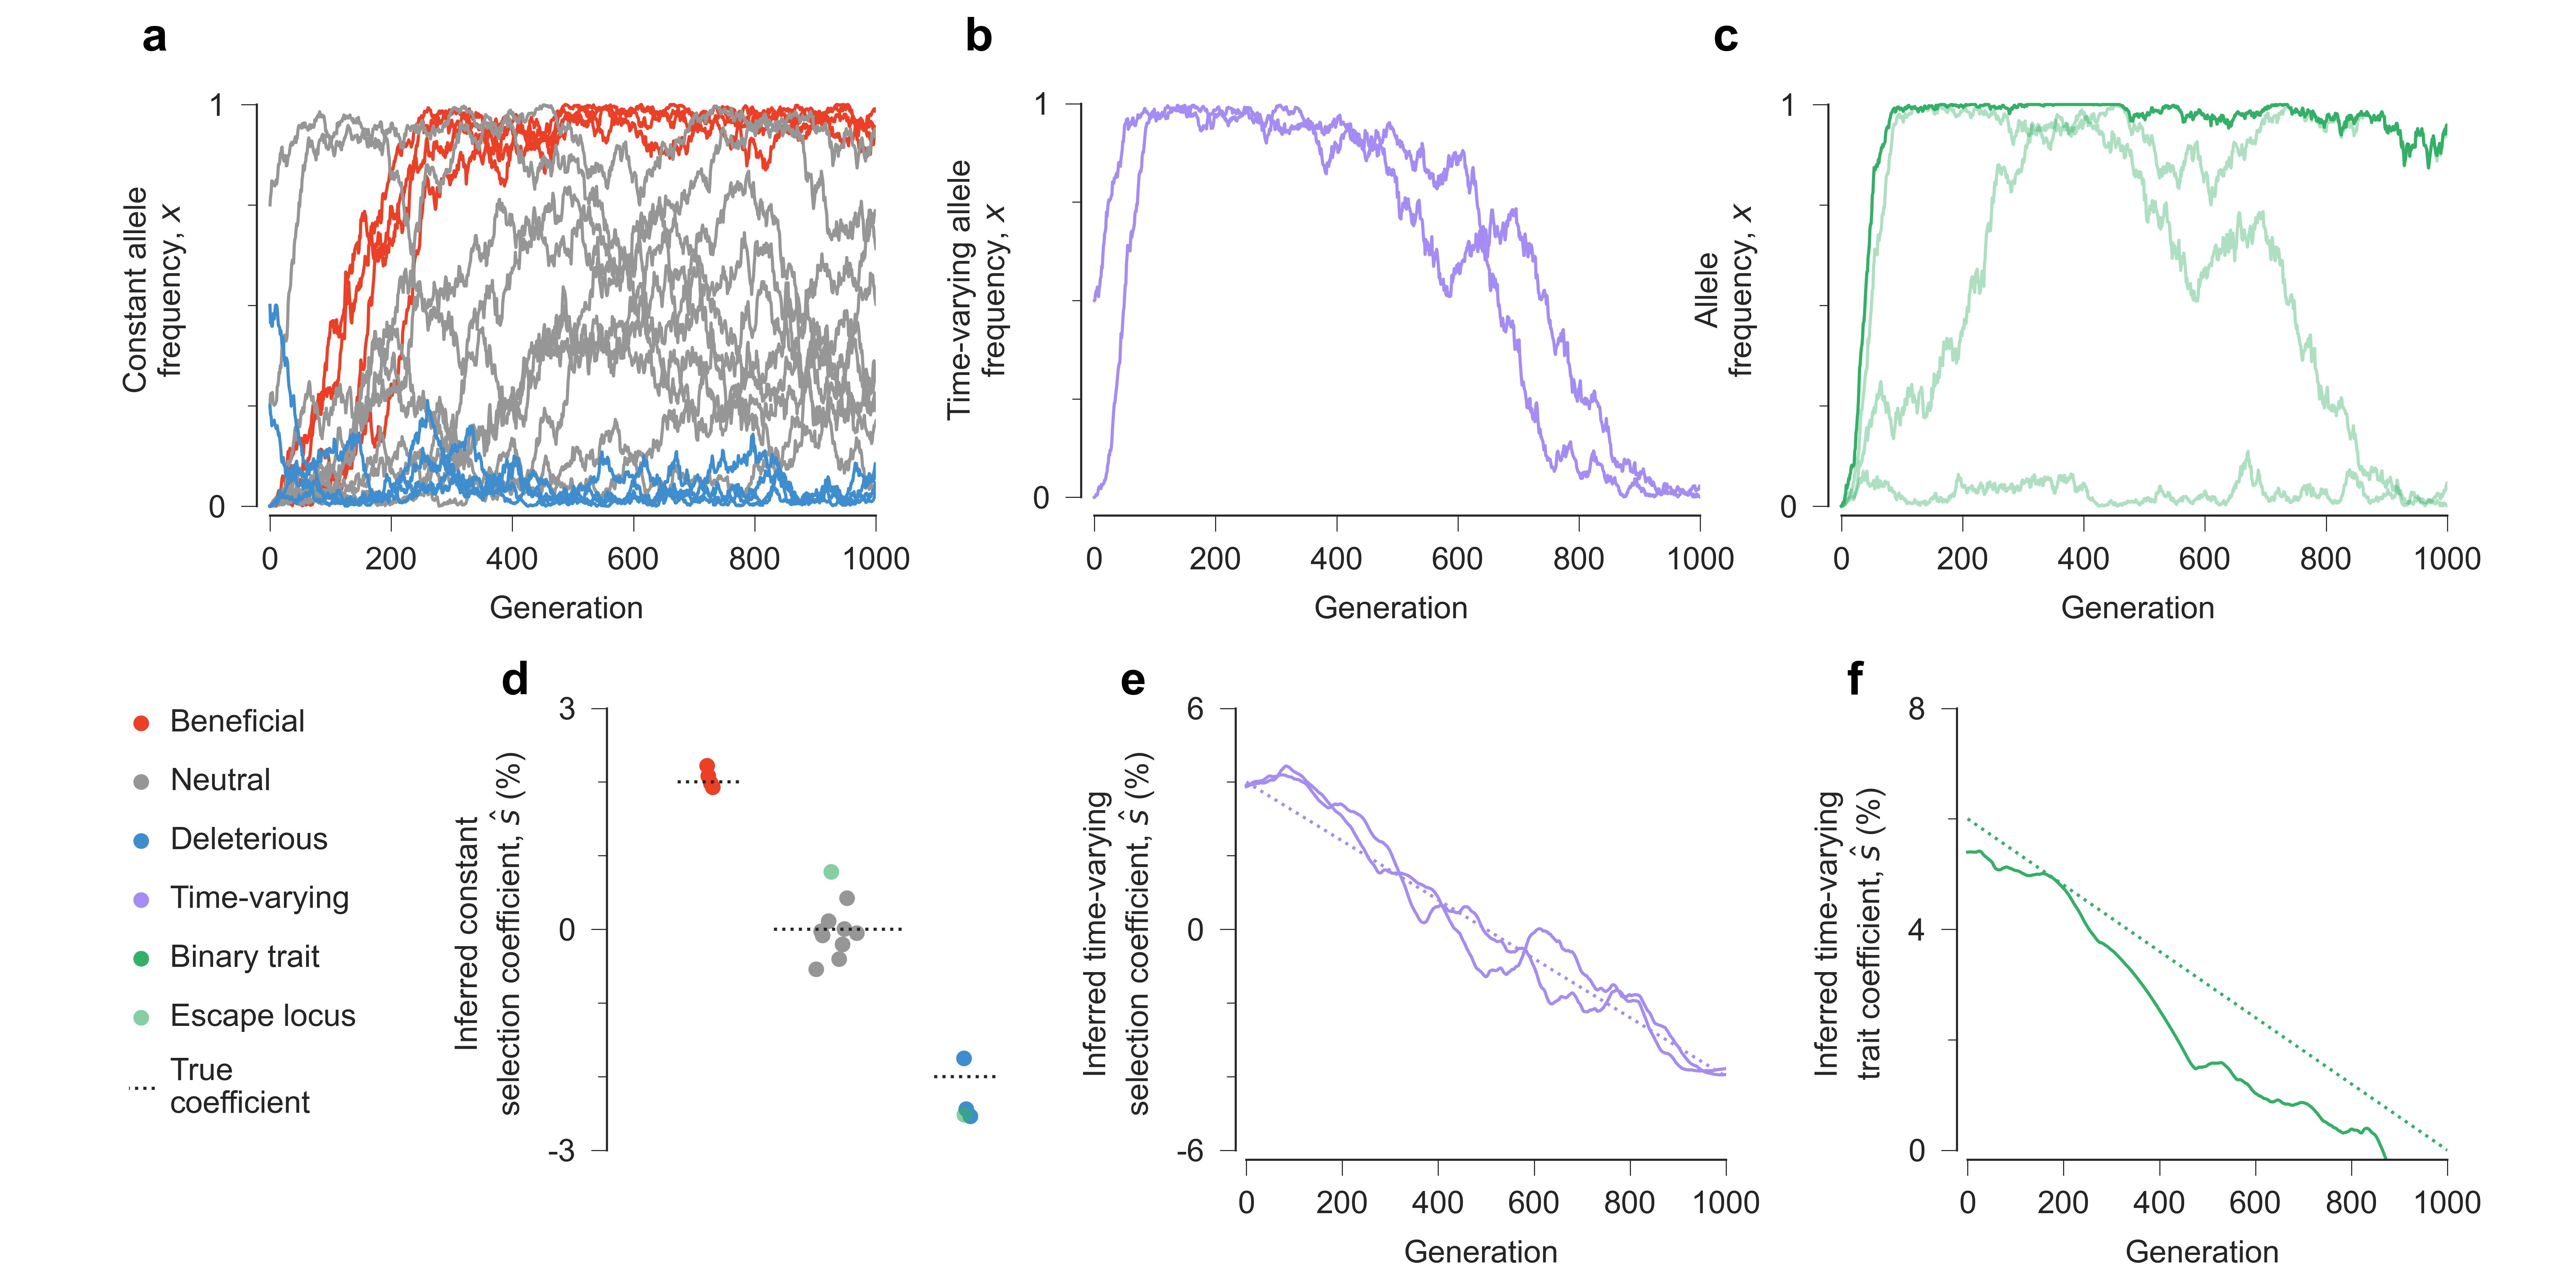 a
Constant allele
frequency, x
1
0
0 200 400 600 800 1000
Generation
b
Time-varying allele
frequency, x
1
0
0 200 400 600 800 1000
Generation
c
Allele
frequency, x
1
0
0 200 400 600 800 1000
Generation
Beneficial
Neutral
Deleterious
Time-varying
Binary trait
Escape locus
True
coefficient
d
Inferred constant
selection coefficient, ŝ (%)
3
0
-3
e
Inferred time-varying
selection coefficient, ŝ (%)
6
0
-6
0 200 400 600 800 1000
Generation
f
Inferred time-varying
trait coefficient, ŝ (%)
8
4
0
0 200 400 600 800 1000
Generation